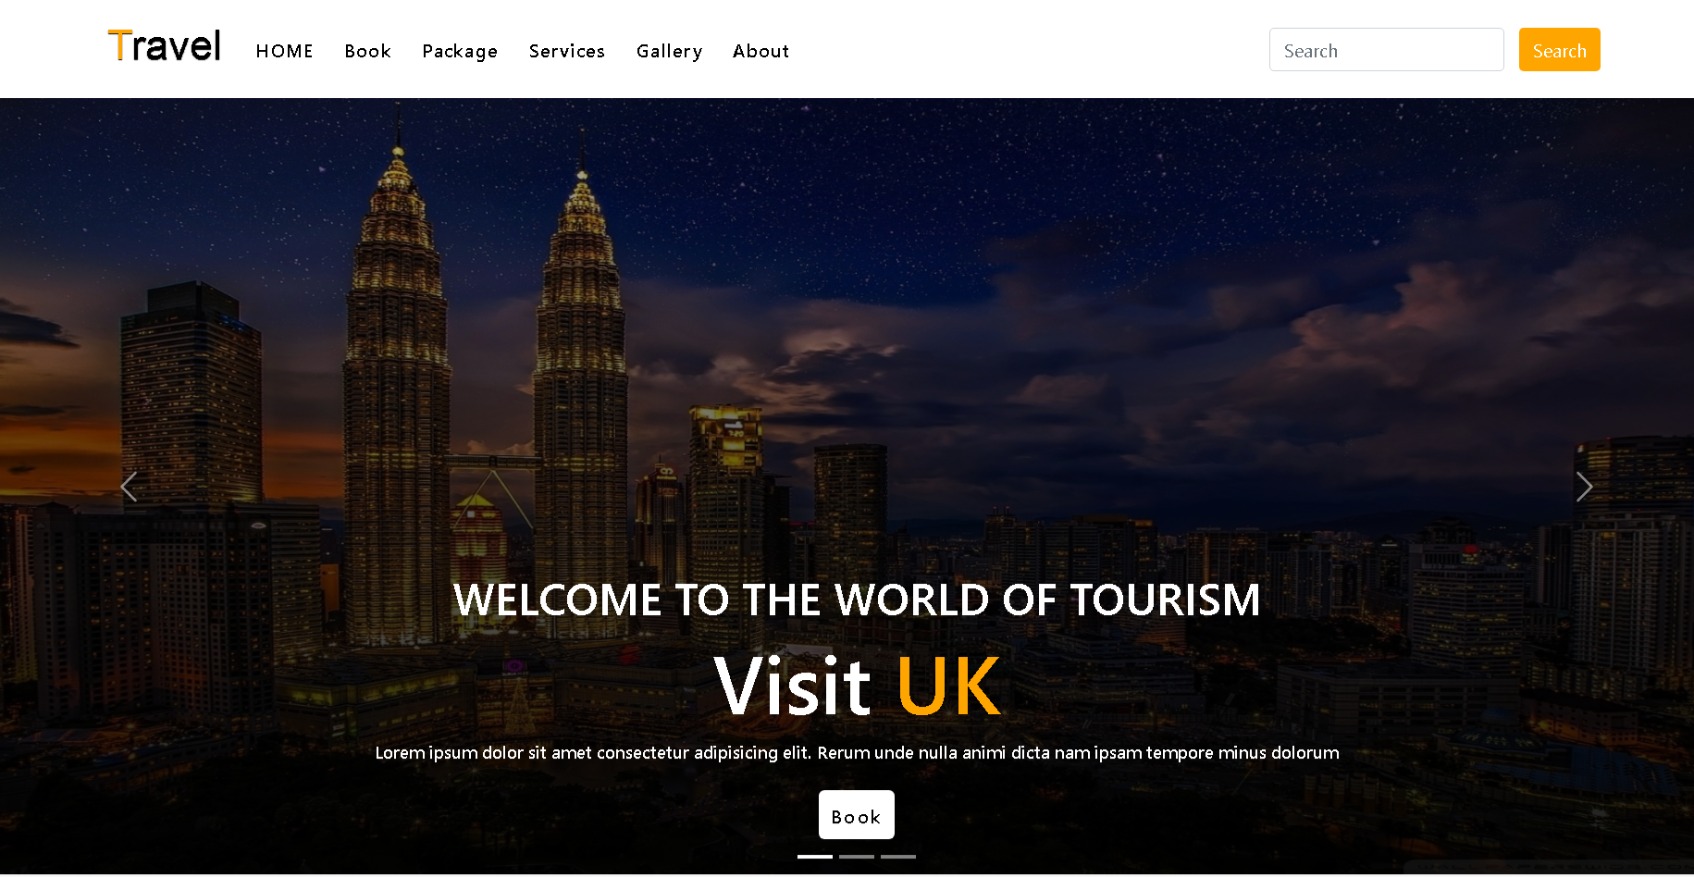 Travel HOME Book Package Services Gallery About Search Search
WELCOME TO THE WORLD OF TOURISM
Visit UK
Lorem ipsum dolor sit amet consectetur adipisicing elit. Rerum unde nulla animi dicta nam ipsam tempore minus dolorum
Book